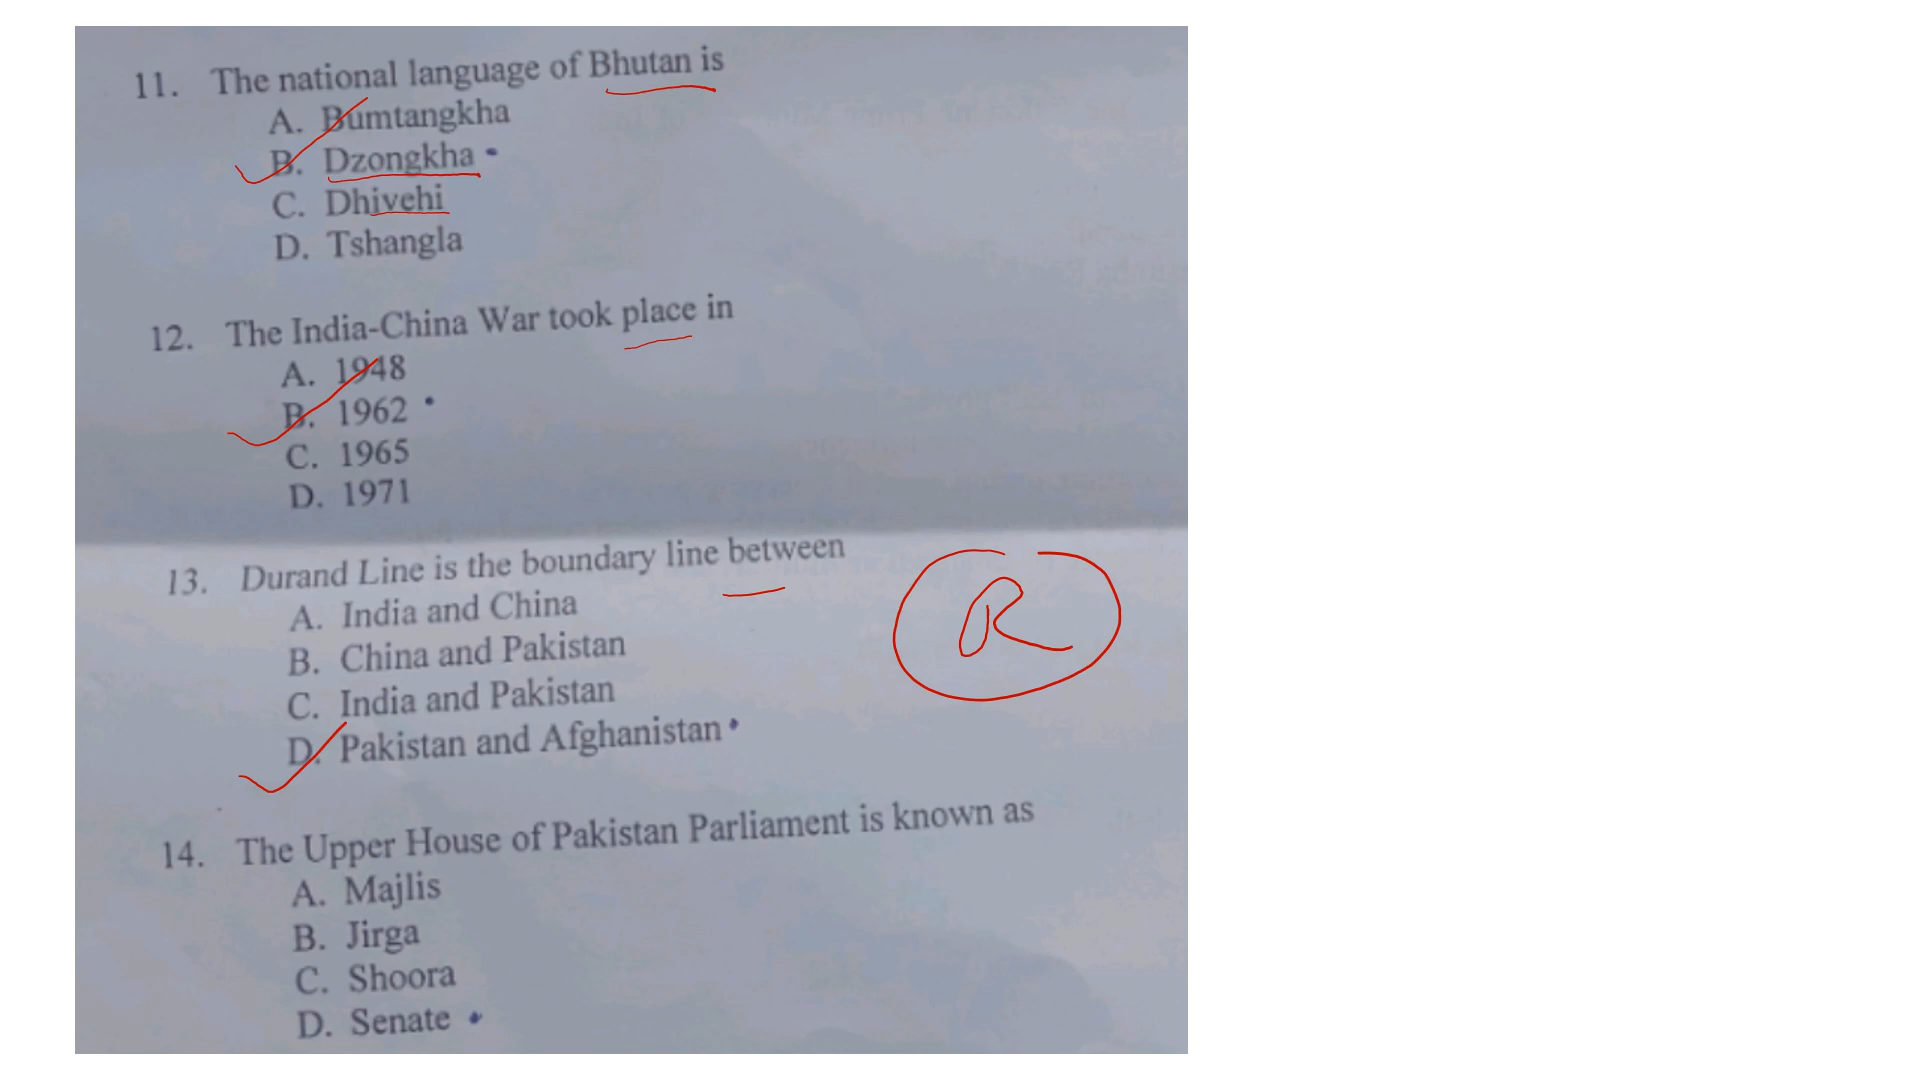 11. The national language of Bhutan is
A. Bumtangkha
B. Dzongkha
C. Dhivehi
D. Tshangla
12. The India-China War took place in
A. 1948
B. 1962
C. 1965
D. 1971
13. Durand Line is the boundary line between
A. India and China
B. China and Pakistan
C. India and Pakistan
D. Pakistan and Afghanistan
R
14. The Upper House of Pakistan Parliament is known as
A. Majlis
B. Jirga
C. Shoora
D. Senate